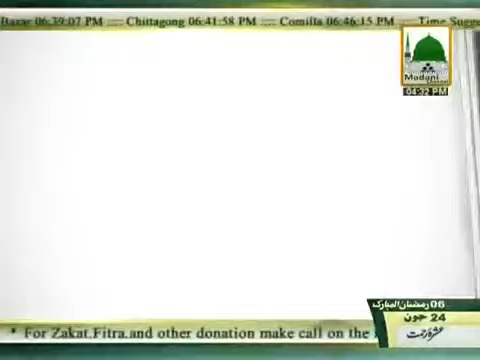 Bazar 06:39:07 PM :::: Chittagong 06:41:58 PM ::::: Comilla 06:46:15 PM ::::: Time Sugge
Madani
Channel
04:32 PM
06 رمضان المبارک
24 جون
عشرۂ رحمت
* For Zakat,Fitra,and other donation make call on the